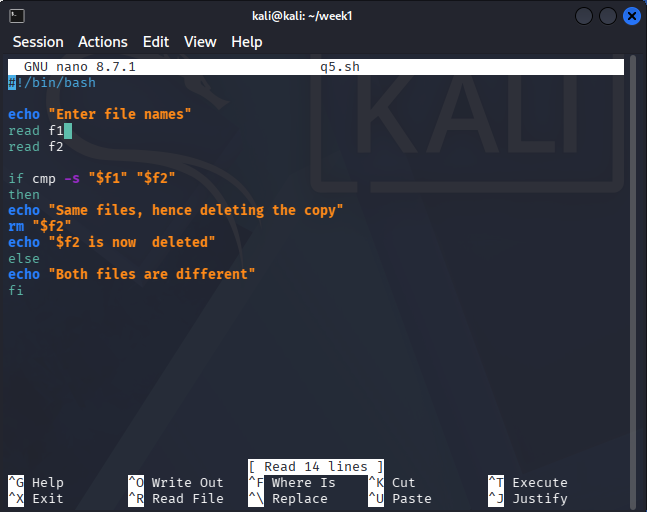 kali@kali: ~/week1
Session Actions Edit View Help
GNU nano 8.7.1 q5.sh
#!/bin/bash
echo "Enter file names"
read f1
read f2
if cmp -s "$f1" "$f2"
then
echo "Same files, hence deleting the copy"
rm "$f2"
echo "$f2 is now  deleted"
else
echo "Both files are different"
fi
KALI
[ Read 14 lines ]
^G Help ^O Write Out ^F Where Is ^K Cut ^T Execute
^X Exit ^R Read File ^\ Replace ^U Paste ^J Justify